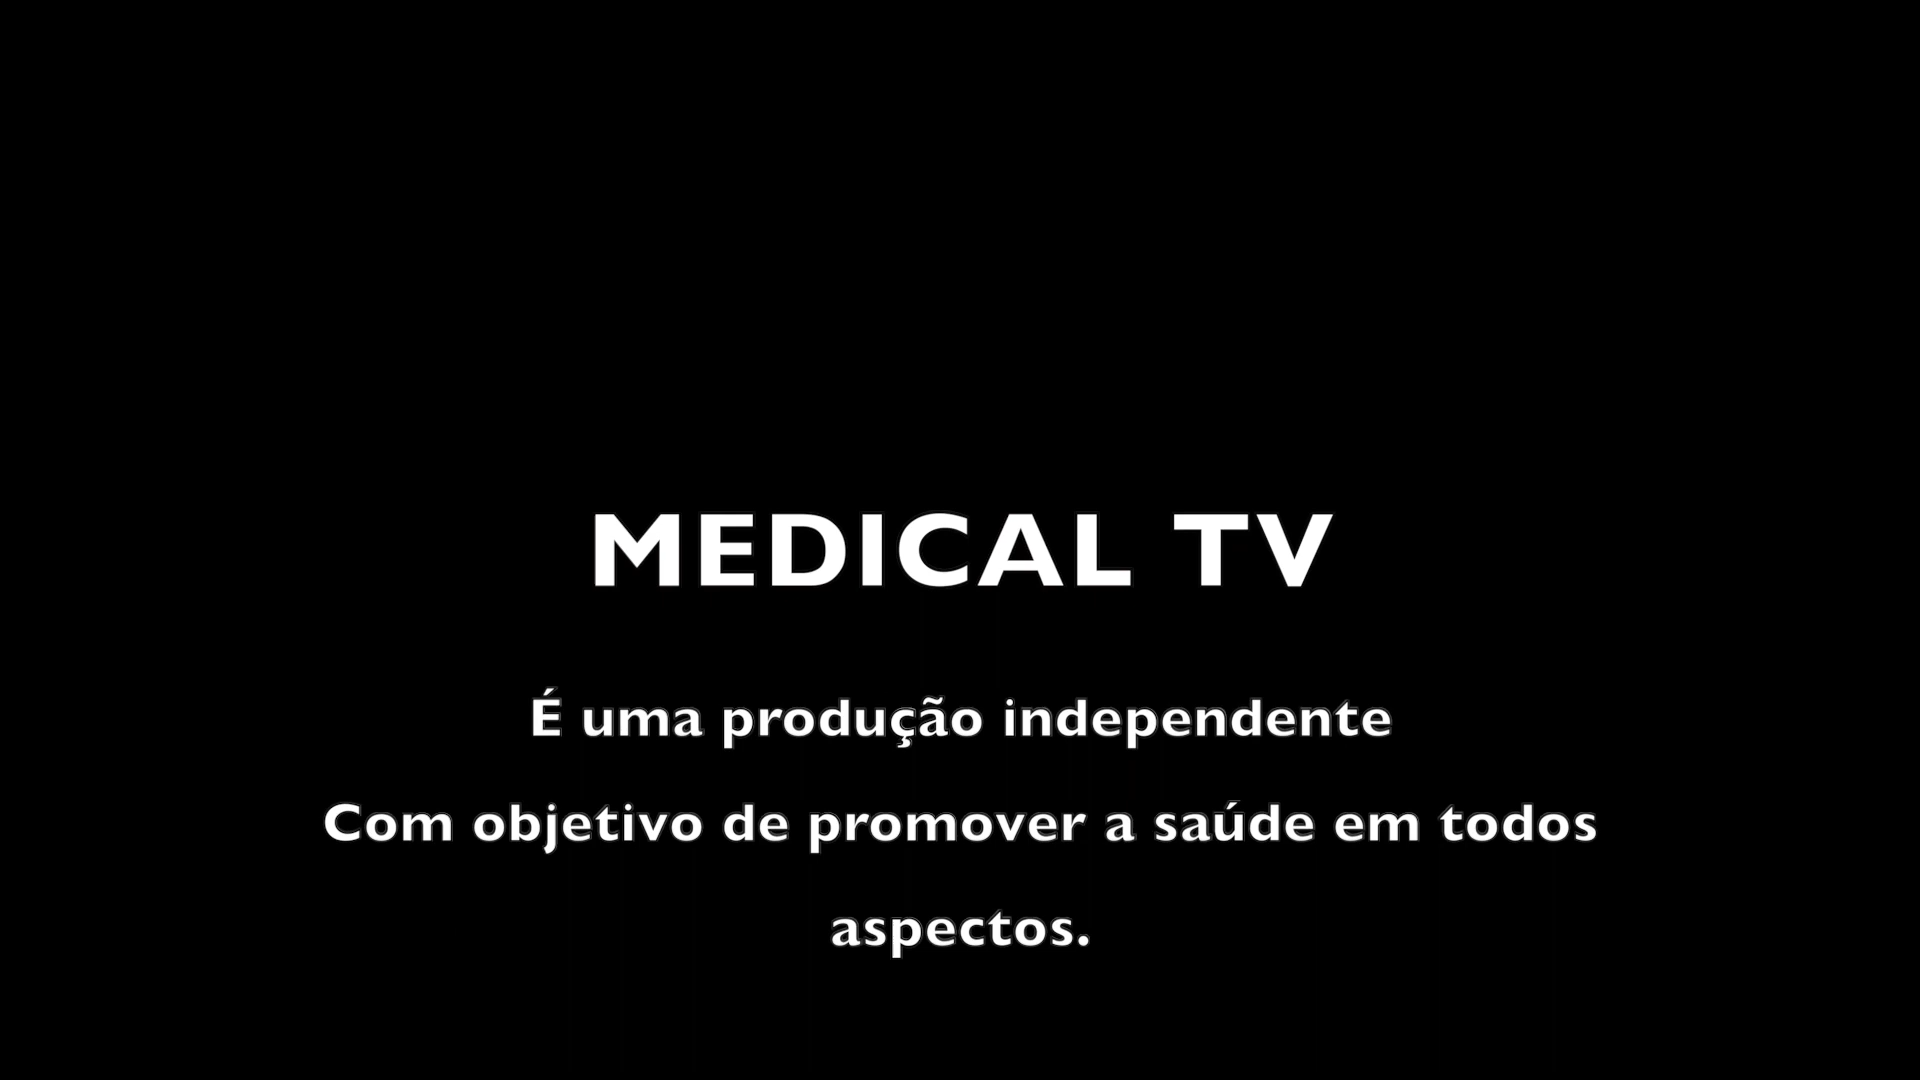 MEDICAL TV
É uma produção independente
Com objetivo de promover a saúde em todos
aspectos.